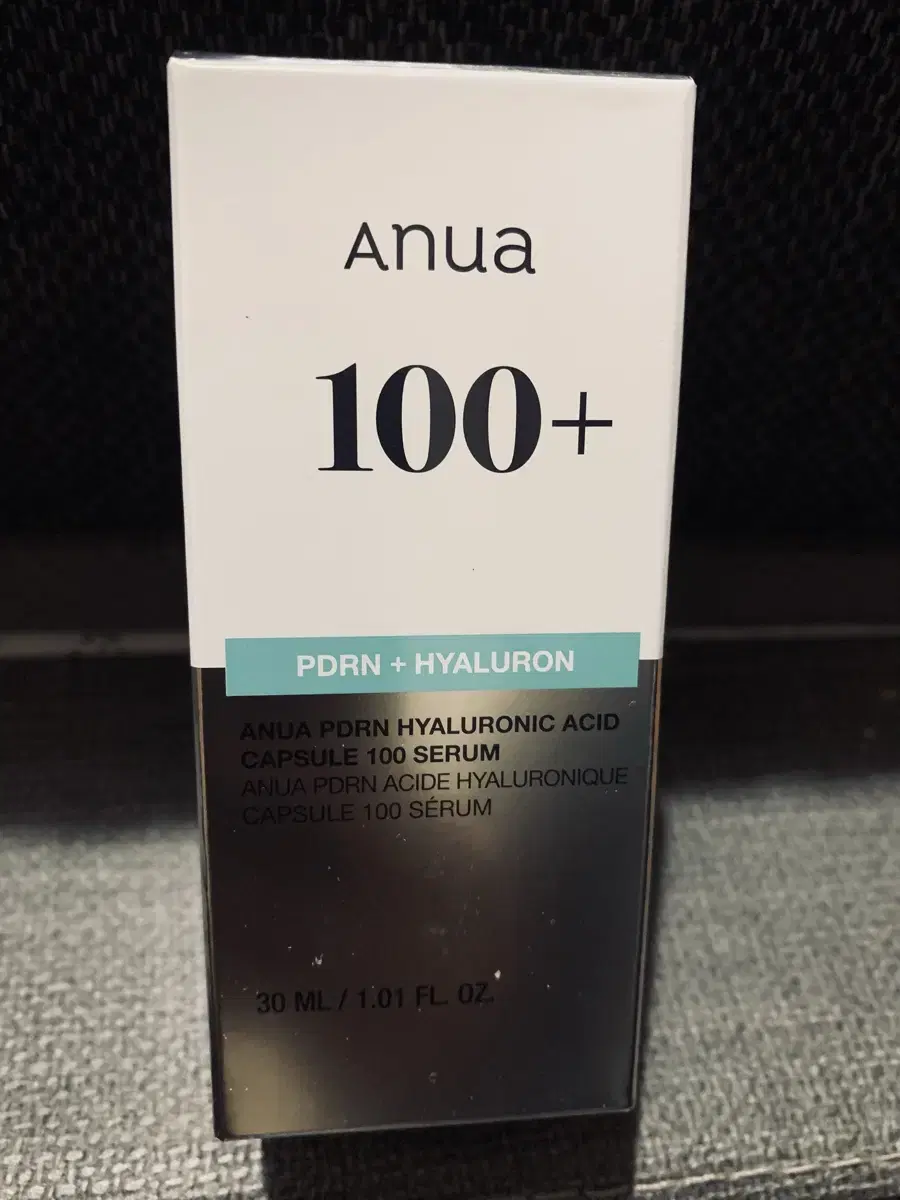 Anua
100+
PDRN + HYALURON
ANUA PDRN HYALURONIC ACID
CAPSULE 100 SERUM
ANUA PDRN ACIDE HYALURONIQUE
CAPSULE 100 SÉRUM
30 ML / 1.01 FL. OZ.